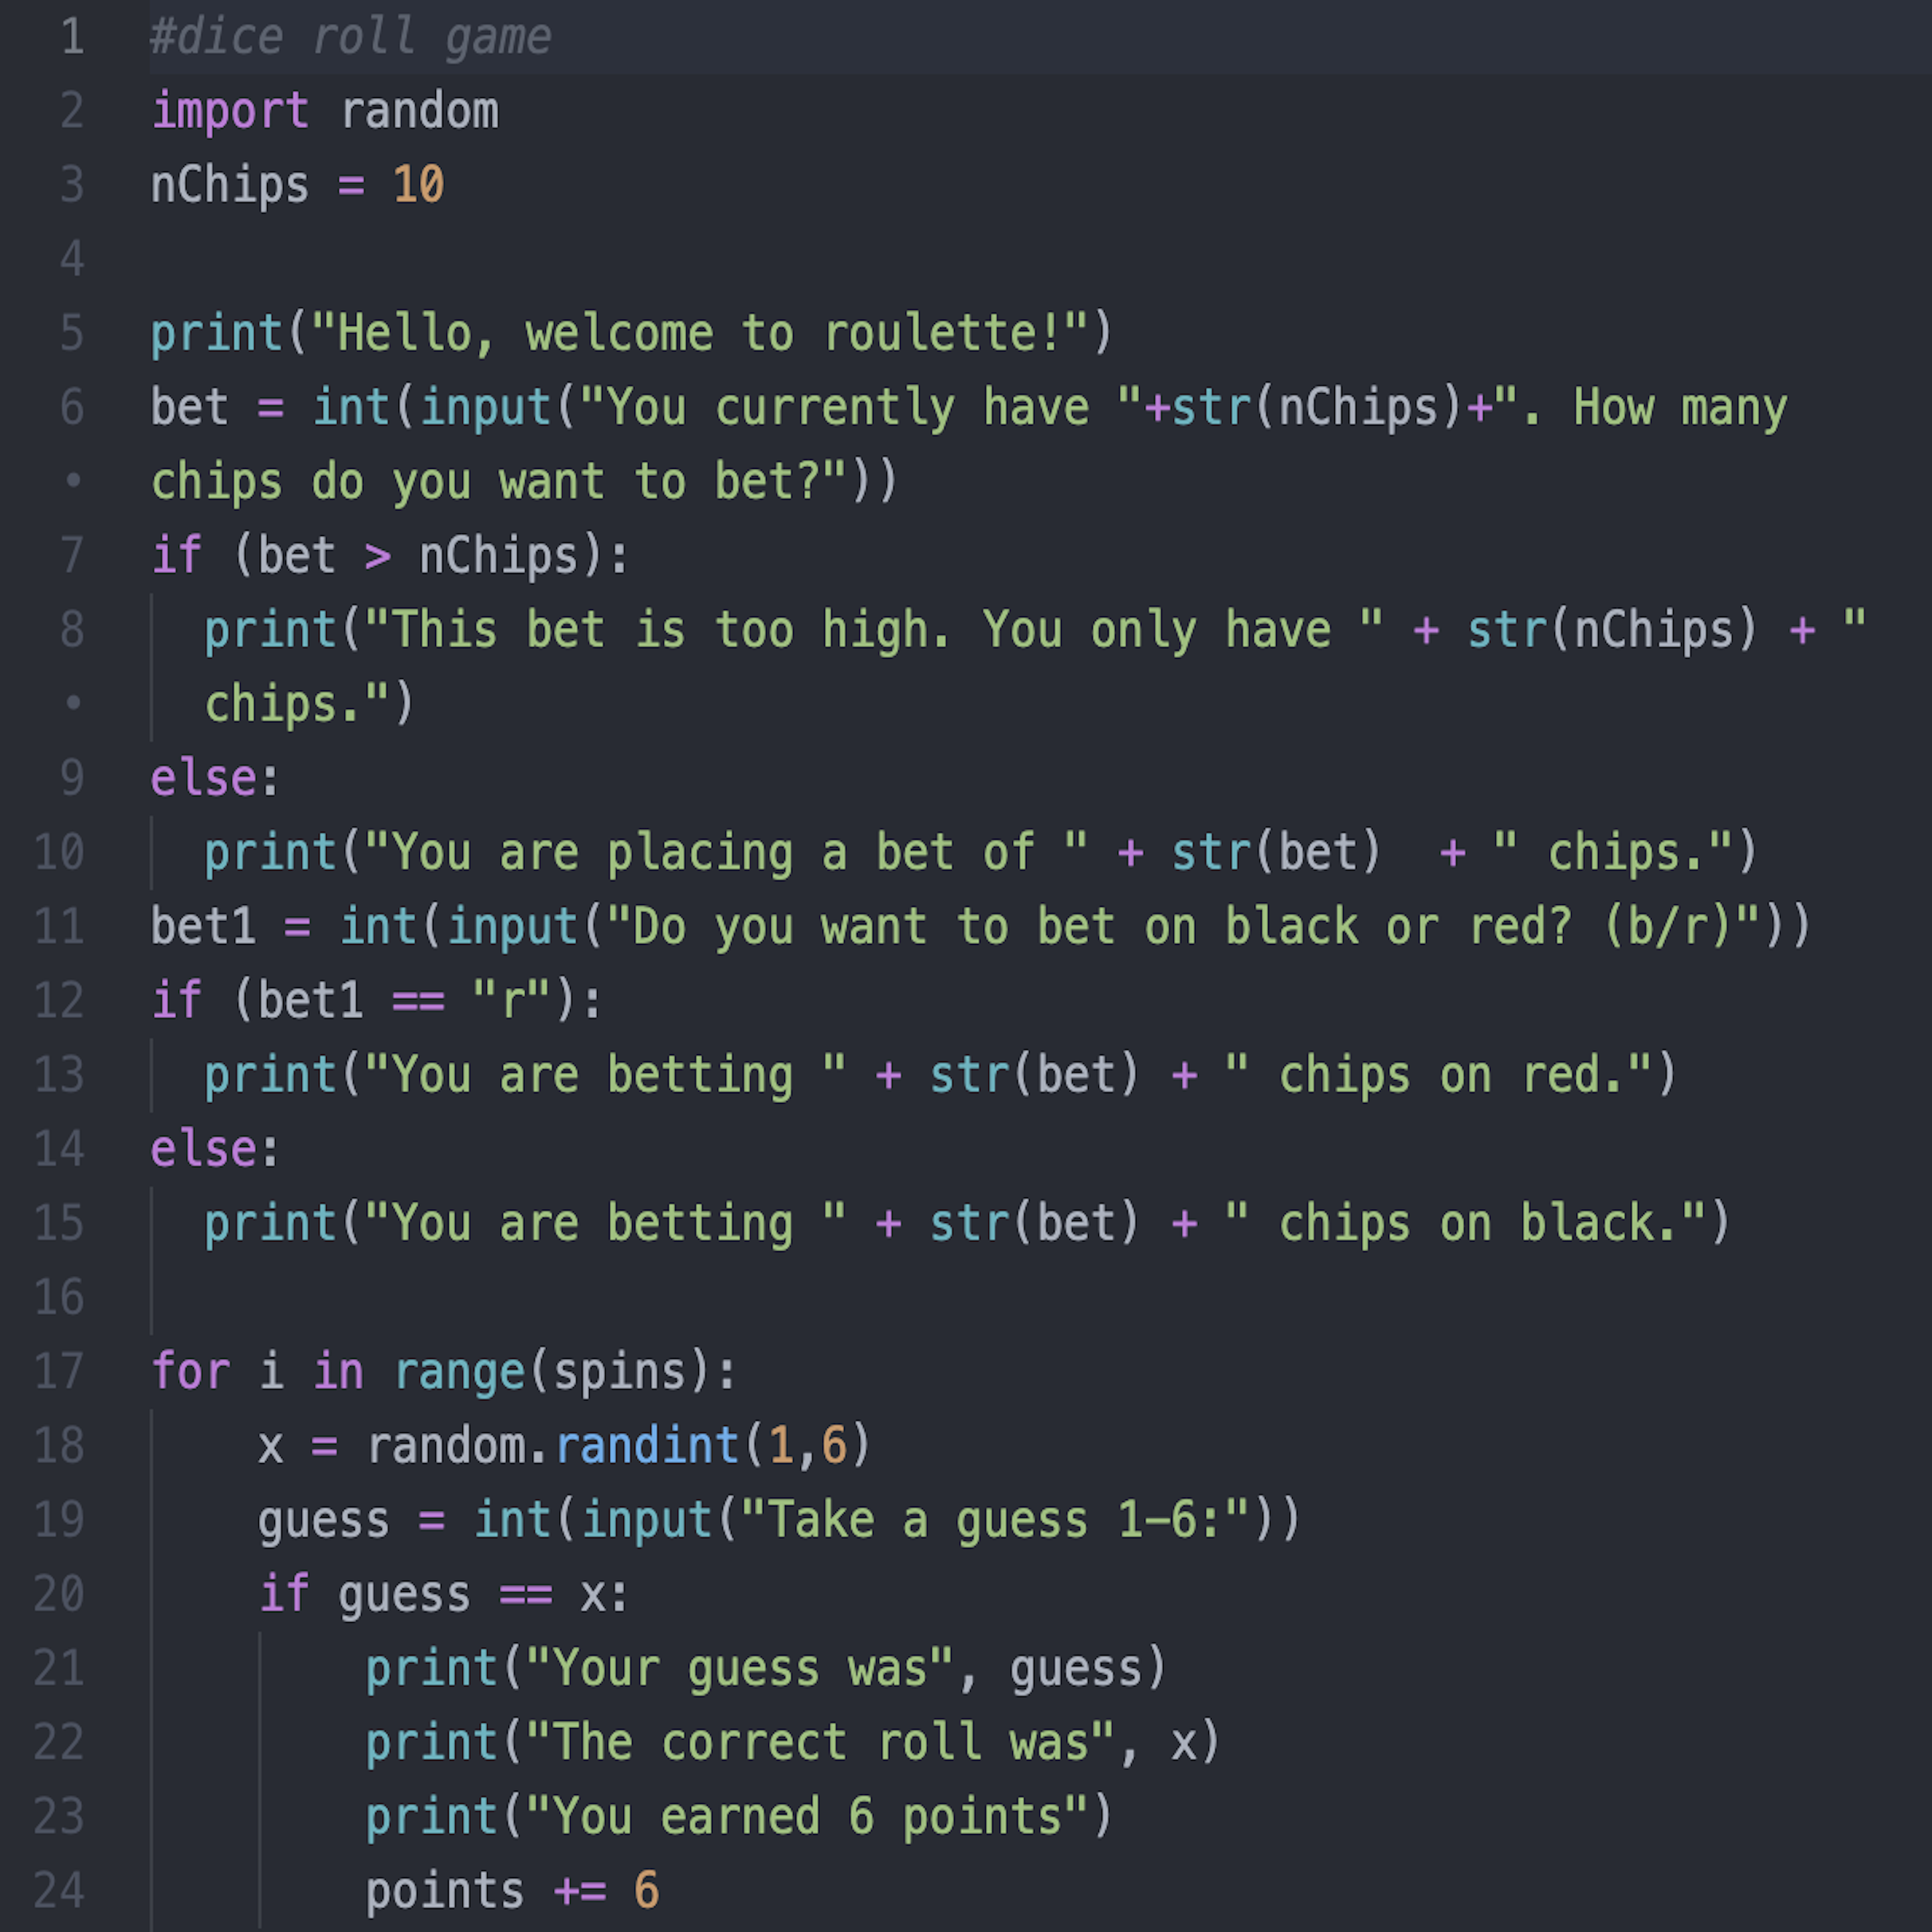 1 #dice roll game
2 import random
3 nChips = 10
4
5 print("Hello, welcome to roulette!")
6 bet = int(input("You currently have "+str(nChips)+". How many
• chips do you want to bet?"))
7 if (bet > nChips):
8   print("This bet is too high. You only have " + str(nChips) + "
•   chips.")
9 else:
10   print("You are placing a bet of " + str(bet)  + " chips.")
11 bet1 = int(input("Do you want to bet on black or red? (b/r)"))
12 if (bet1 == "r"):
13   print("You are betting " + str(bet) + " chips on red.")
14 else:
15   print("You are betting " + str(bet) + " chips on black.")
16
17 for i in range(spins):
18     x = random.randint(1,6)
19     guess = int(input("Take a guess 1-6:"))
20     if guess == x:
21         print("Your guess was", guess)
22         print("The correct roll was", x)
23         print("You earned 6 points")
24         points += 6